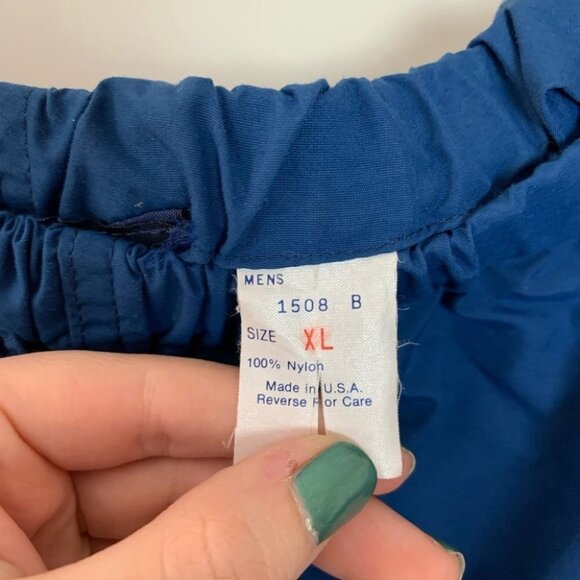 MENS
1508 B
SIZE XL
100% Nylon
Made in U.S.A.
Reverse For Care